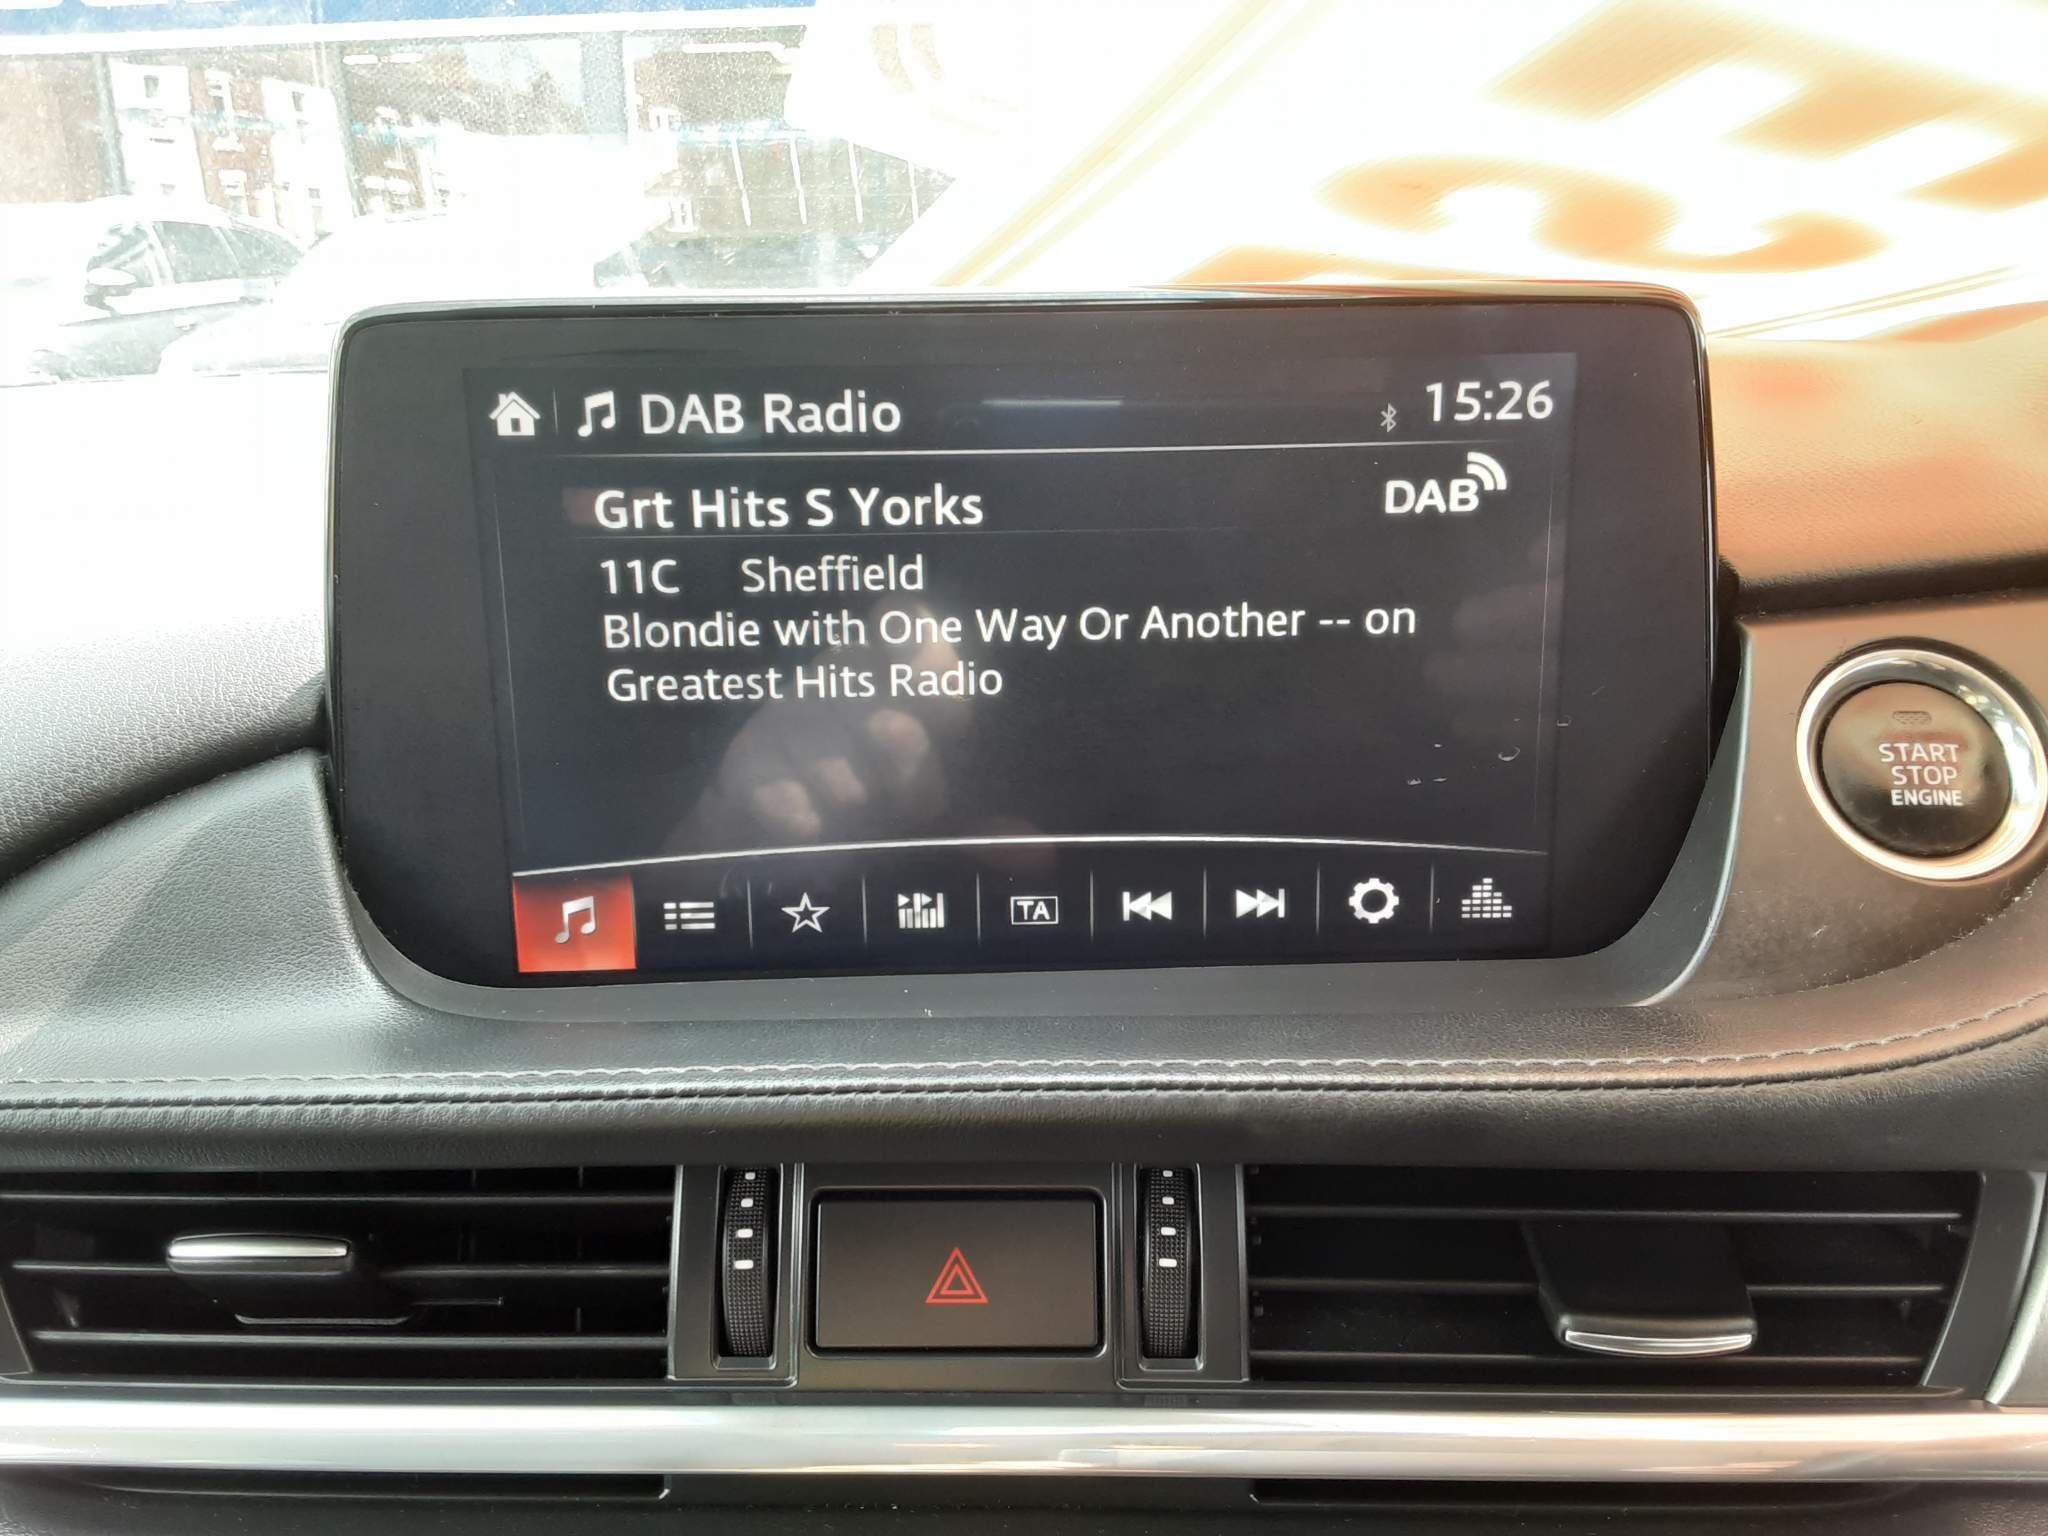 DAB Radio 15:26
Grt Hits S Yorks DAB
11C Sheffield
Blondie with One Way Or Another -- on
Greatest Hits Radio
TA
START
STOP
ENGINE